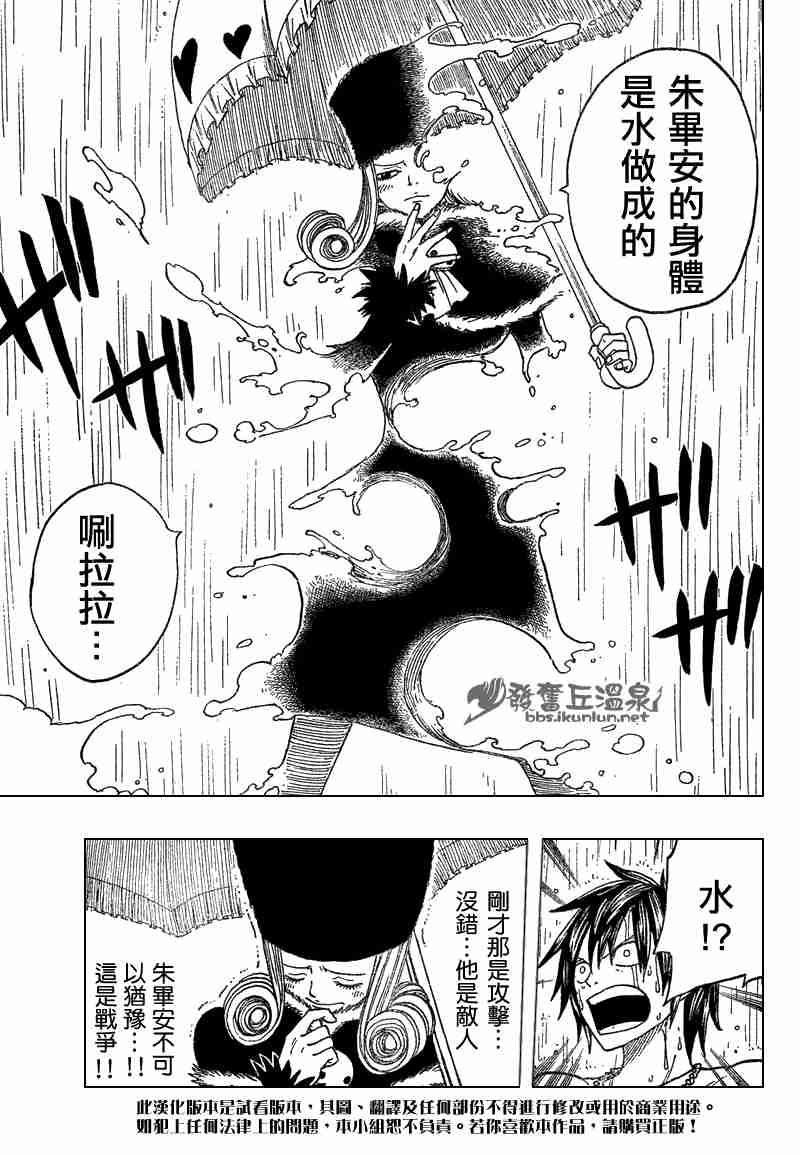 朱畢安的身體
是水做成的
唰拉拉…
發奮丘溫泉
bbs.ikunlun.net
水!?
剛才那是攻擊…
沒錯…他是敵人
朱畢安不可
以猶豫…!!
這是戰爭!!
此漢化版本是試看版本，其圖、翻譯及任何部份不得進行修改或用於商業用途。
如犯上任何法律上的問題，本小組恕不負責。若你喜歡本作品，請購買正版！